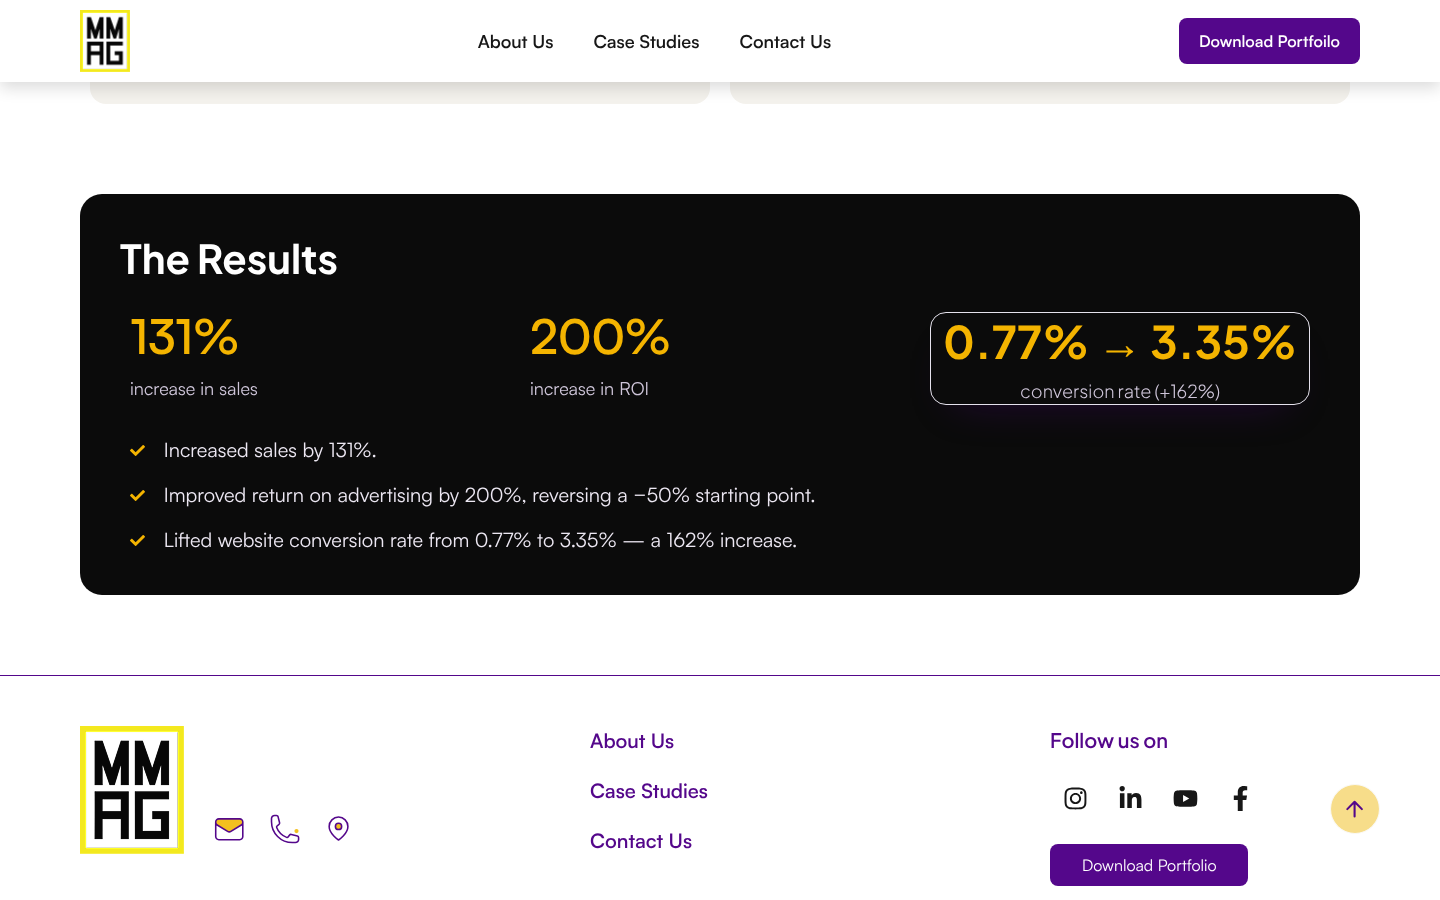 MM
AG
About Us
Case Studies
Contact Us
Download Portfoilo
The Results
131%
increase in sales
200%
increase in ROI
0.77% → 3.35%
conversion rate (+162%)
Increased sales by 131%.
Improved return on advertising by 200%, reversing a −50% starting point.
Lifted website conversion rate from 0.77% to 3.35% — a 162% increase.
MM
AG
About Us
Case Studies
Contact Us
Follow us on
Download Portfolio